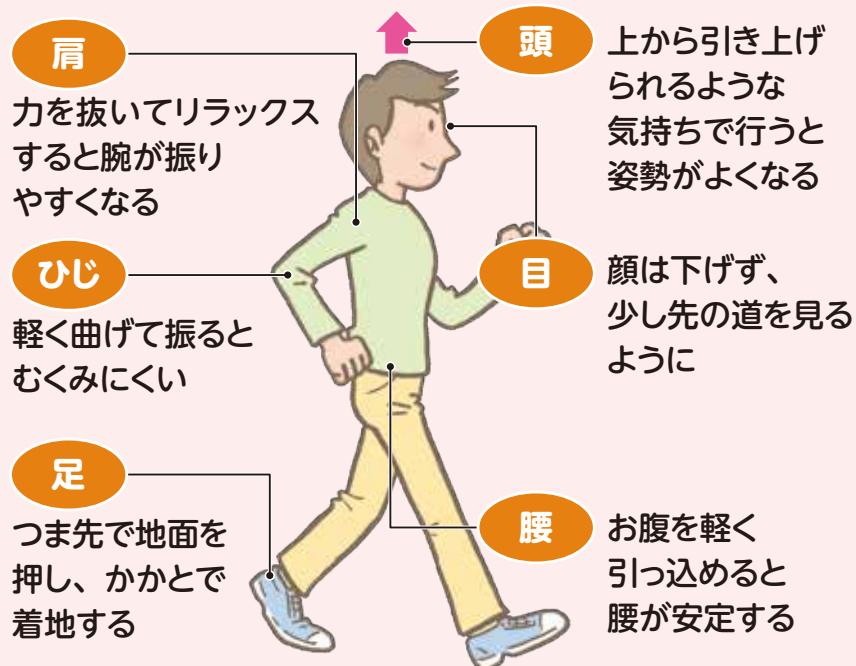 肩
力を抜いてリラックス
すると腕が振り
やすくなる
ひじ
軽く曲げて振ると
むくみにくい
足
つま先で地面を
押し、かかとで
着地する
頭
上から引き上げ
られるような
気持ちで行うと
姿勢がよくなる
目
顔は下げず、
少し先の道を見る
ように
腰
お腹を軽く
引っ込めると
腰が安定する